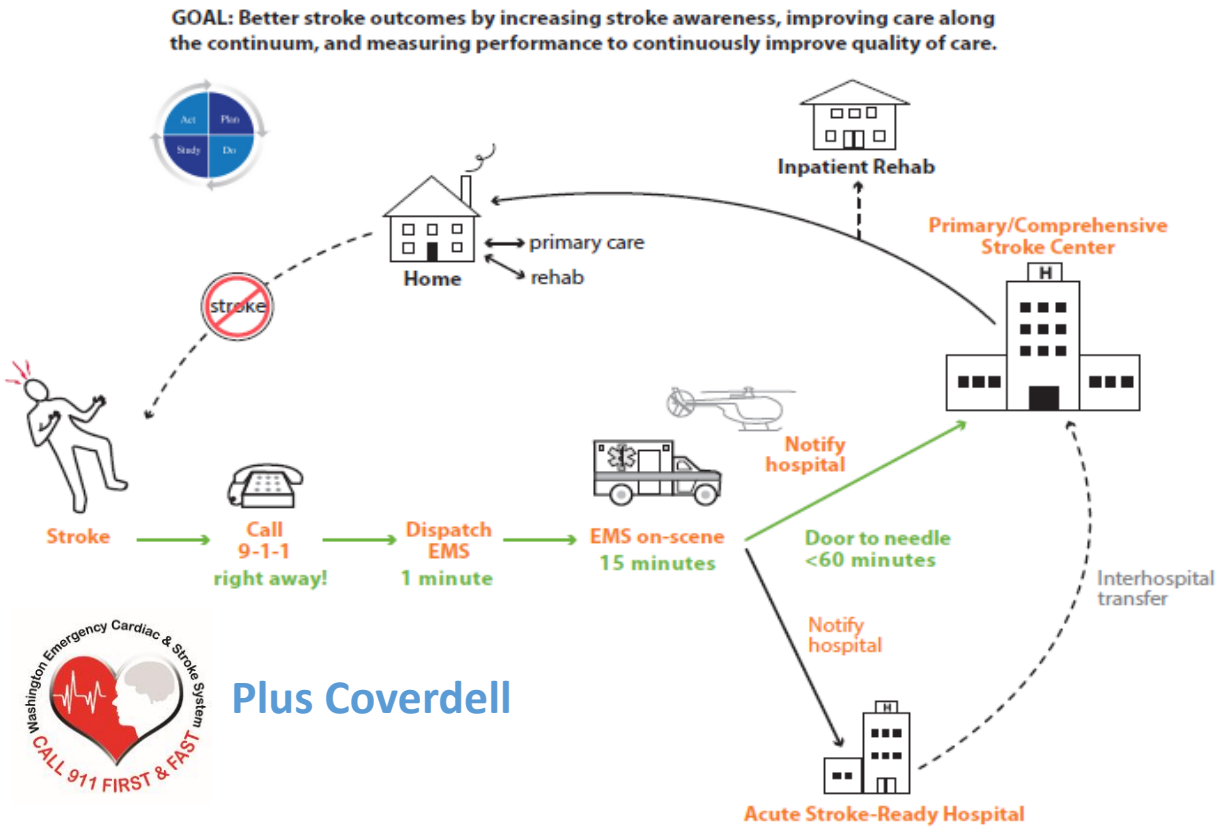 GOAL: Better stroke outcomes by increasing stroke awareness, improving care along
the continuum, and measuring performance to continuously improve quality of care.
Act
Plan
Study
Do
Inpatient Rehab
Primary/Comprehensive
Stroke Center
H
primary care
Home
rehab
stroke
Notify
hospital
Stroke
Call
9-1-1
right away!
Dispatch
EMS
1 minute
EMS on-scene
15 minutes
Door to needle
<60 minutes
Interhospital
transfer
Notify
hospital
Washington Emergency Cardiac & Stroke System
CALL 911 FIRST & FAST
Plus Coverdell
H
Acute Stroke-Ready Hospital